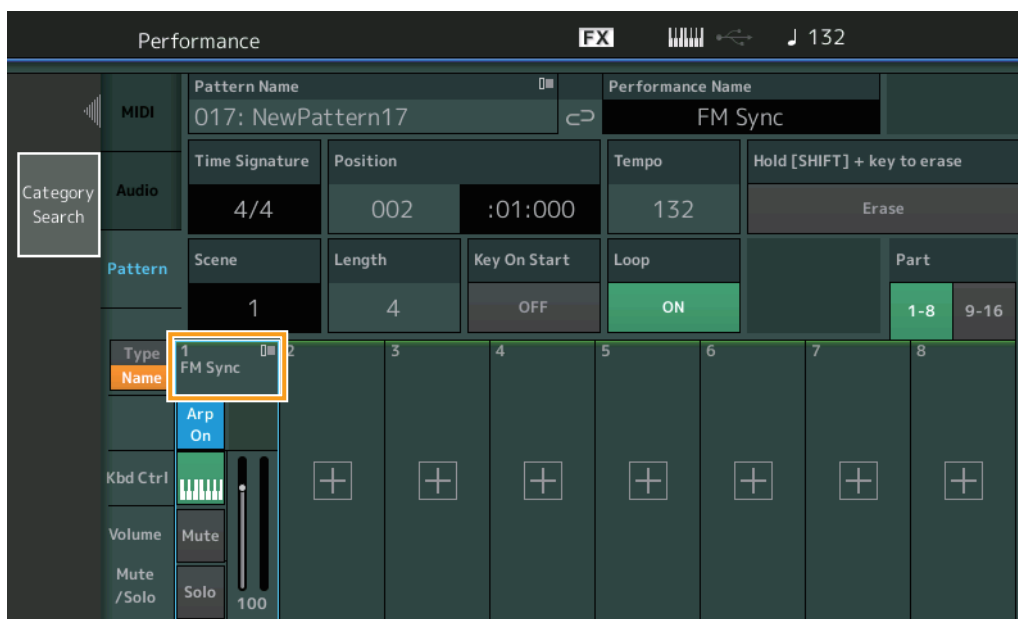 Performance
FX
132
Pattern Name
Performance Name
MIDI
017: NewPattern17
FM Sync
Time Signature
Position
Tempo
Hold [SHIFT] + key to erase
Category
Search
Audio
4/4
002
:01:000
132
Erase
Pattern
Scene
Length
Key On Start
Loop
Part
1
4
OFF
ON
1-8
9-16
Type
Name
1
FM Sync
2
3
4
5
6
7
8
Arp
On
Kbd Ctrl
Volume
Mute
Mute
/Solo
Solo
100